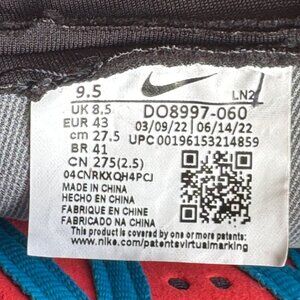 9.5 LN2
UK 8.5 DO8997-060
EUR 43 03/09/22 06/14/22
cm 27.5 UPC 00196153214859
BR 41
CN 275(2.5)
04CNRKXQH4PCJ
MADE IN CHINA
HECHO EN CHINA
FABRIQUE EN CHINE
FABRICADO NA CHINA
This product is covered by one or more
www.nike.com/patentsvirtualmarking